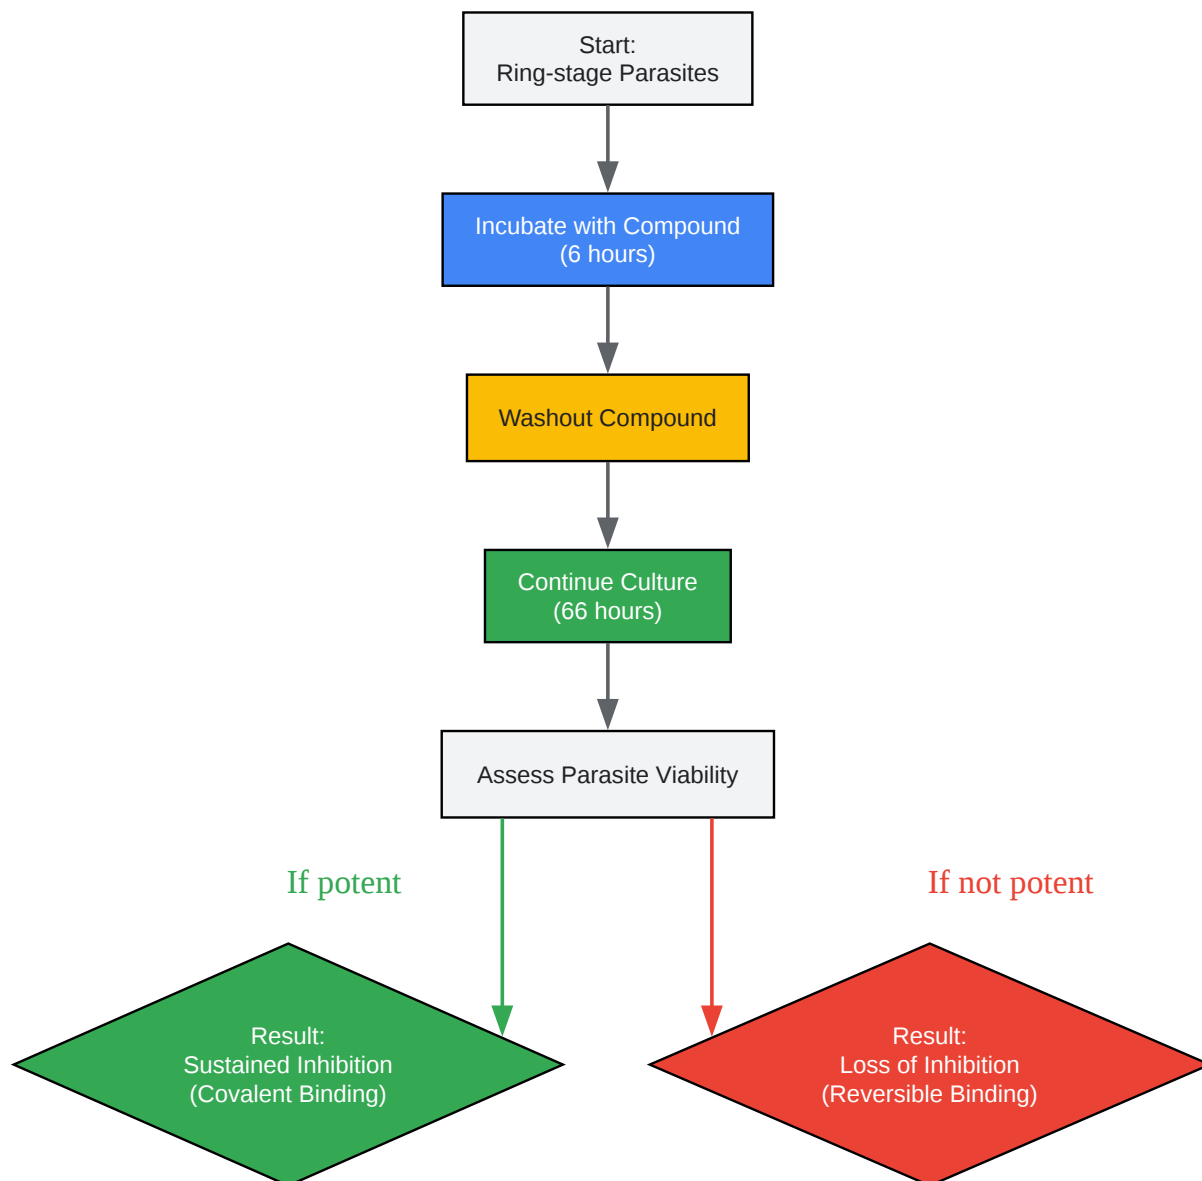 Start:
Ring-stage Parasites
Incubate with Compound
(6 hours)
Washout Compound
Continue Culture
(66 hours)
Assess Parasite Viability
If potent
If not potent
Result:
Sustained Inhibition
(Covalent Binding)
Result:
Loss of Inhibition
(Reversible Binding)